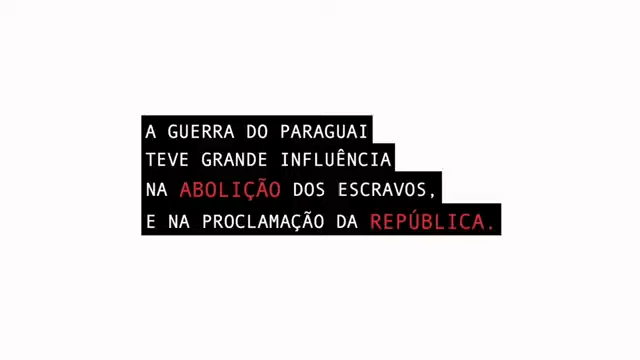 A GUERRA DO PARAGUAI
TEVE GRANDE INFLUÊNCIA
NA ABOLIÇÃO DOS ESCRAVOS,
E NA PROCLAMAÇÃO DA REPÚBLICA.